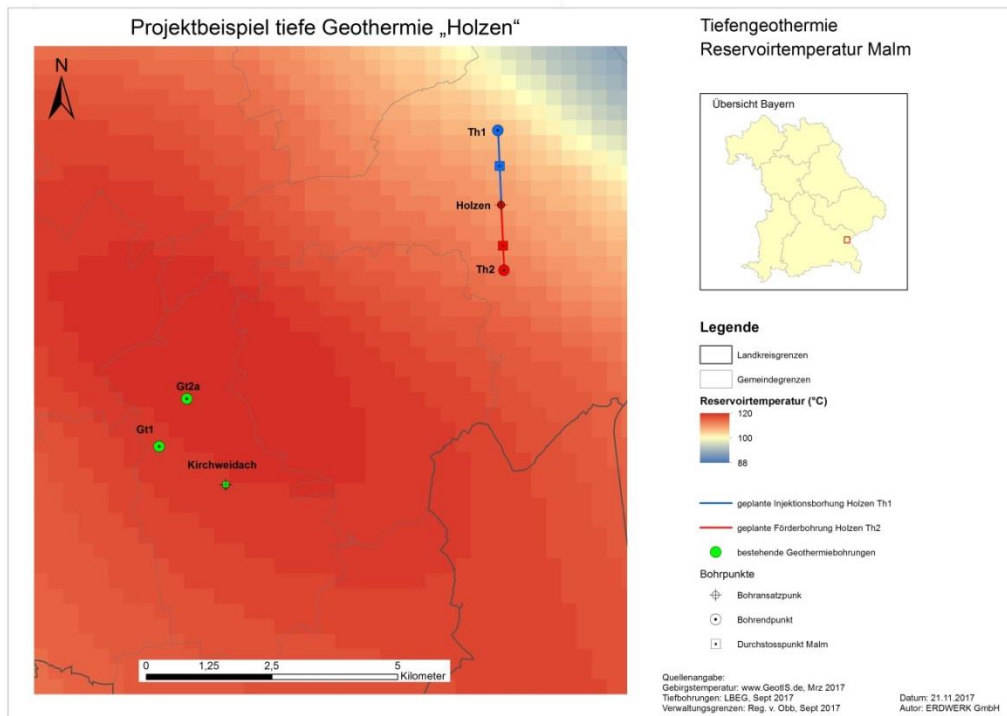 Projektbeispiel tiefe Geothermie „Holzen“
N
Th1
Holzen
Th2
Gt2a
Gt1
Kirchweidach
0 1,25 2,5 5
Kilometer
Tiefengeothermie
Reservoirtemperatur Malm
Übersicht Bayern
Legende
Landkreisgrenzen
Gemeindegrenzen
Reservoirtemperatur (°C)
120
100
88
geplante Injektionsborhung Holzen Th1
geplante Förderbohrung Holzen Th2
bestehende Geothermiebohrungen
Bohrpunkte
Bohransatzpunk
Bohrendpunkt
Durchstosspunkt Malm
Quellenangabe:
Gebirgstemperatur: www.GeotIS.de, Mrz 2017
Tiefbohrungen: LBEG, Sept 2017
Verwaltungsgrenzen: Reg. v. Obb, Sept 2017
Datum: 21.11.2017
Autor: ERDWERK GmbH